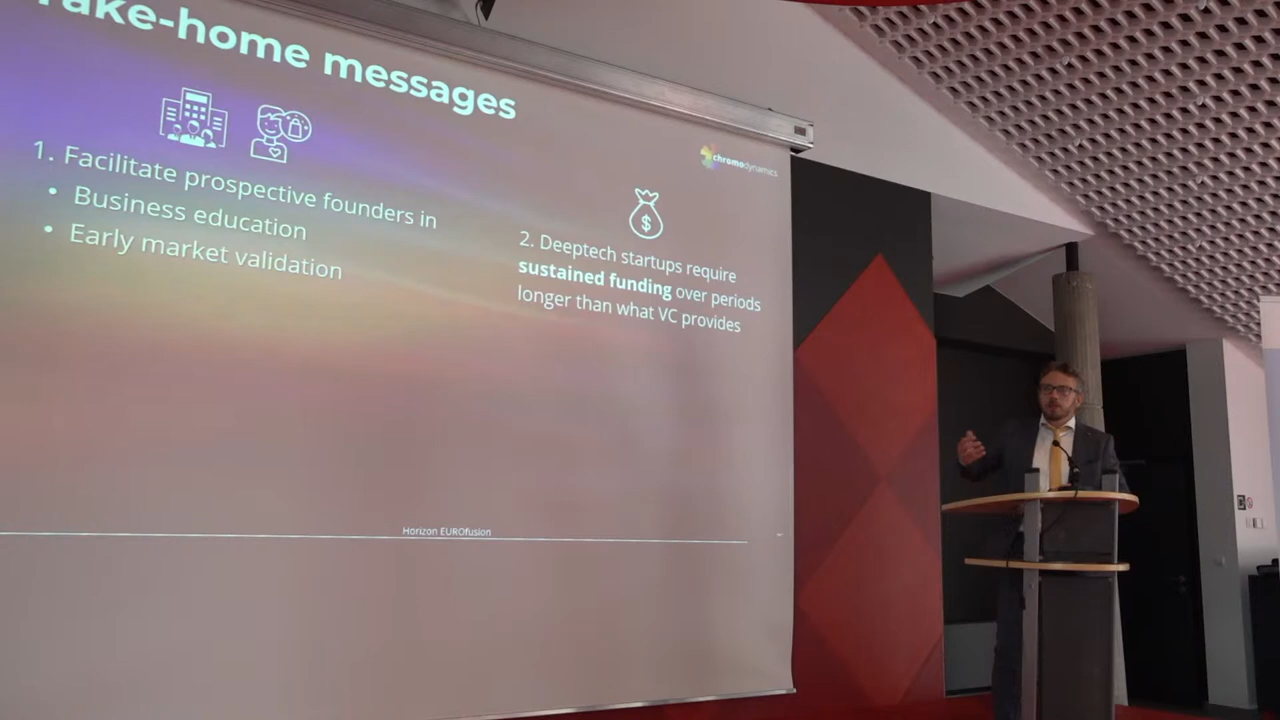 Take-home messages
chromodynamics
1. Facilitate prospective founders in
• Business education
• Early market validation
$
2. Deeptech startups require
sustained funding over periods
longer than what VC provides
Horizon EUROfusion